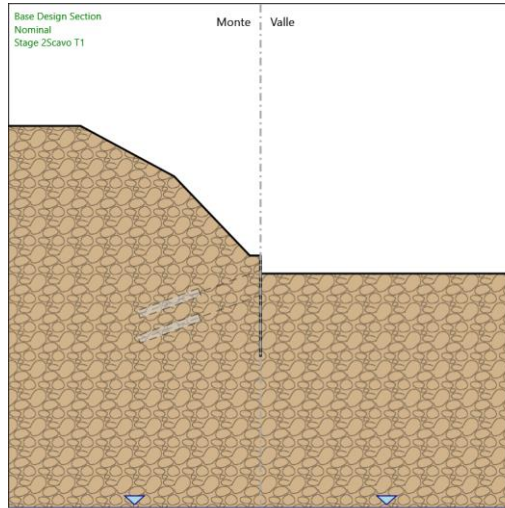 Base Design Section
Nominal
Stage 2Scavo T1
Monte
Valle